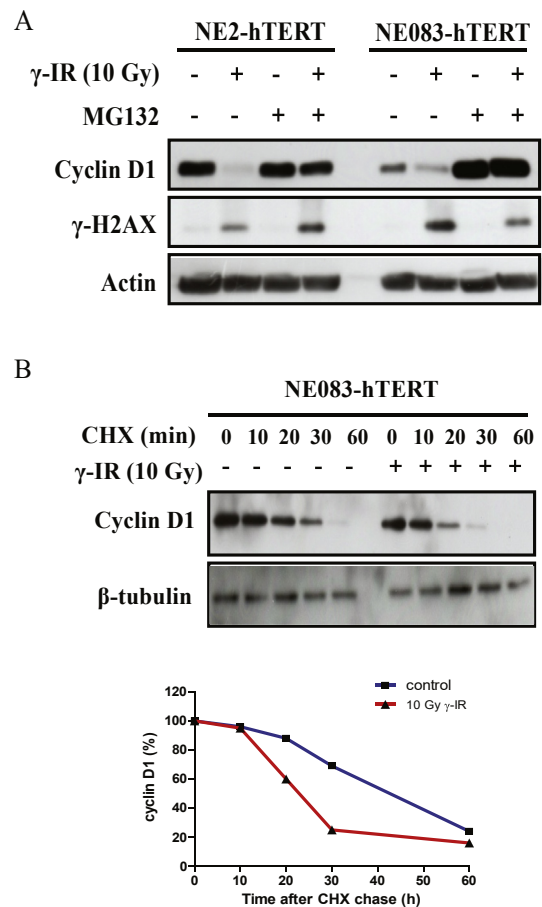 A
NE2-hTERT NE083-hTERT
γ-IR (10 Gy) - + - + - + - +
MG132 - - + + - - + +
Cyclin D1
γ-H2AX
Actin
B
NE083-hTERT
CHX (min) 0 10 20 30 60 0 10 20 30 60
γ-IR (10 Gy) - - - - - + + + + +
Cyclin D1
β-tubulin
control
10 Gy γ-IR
120
100
80
60
40
20
0
cyclin D1 (%)
0 10 20 30 40 50 60
Time after CHX chase (h)